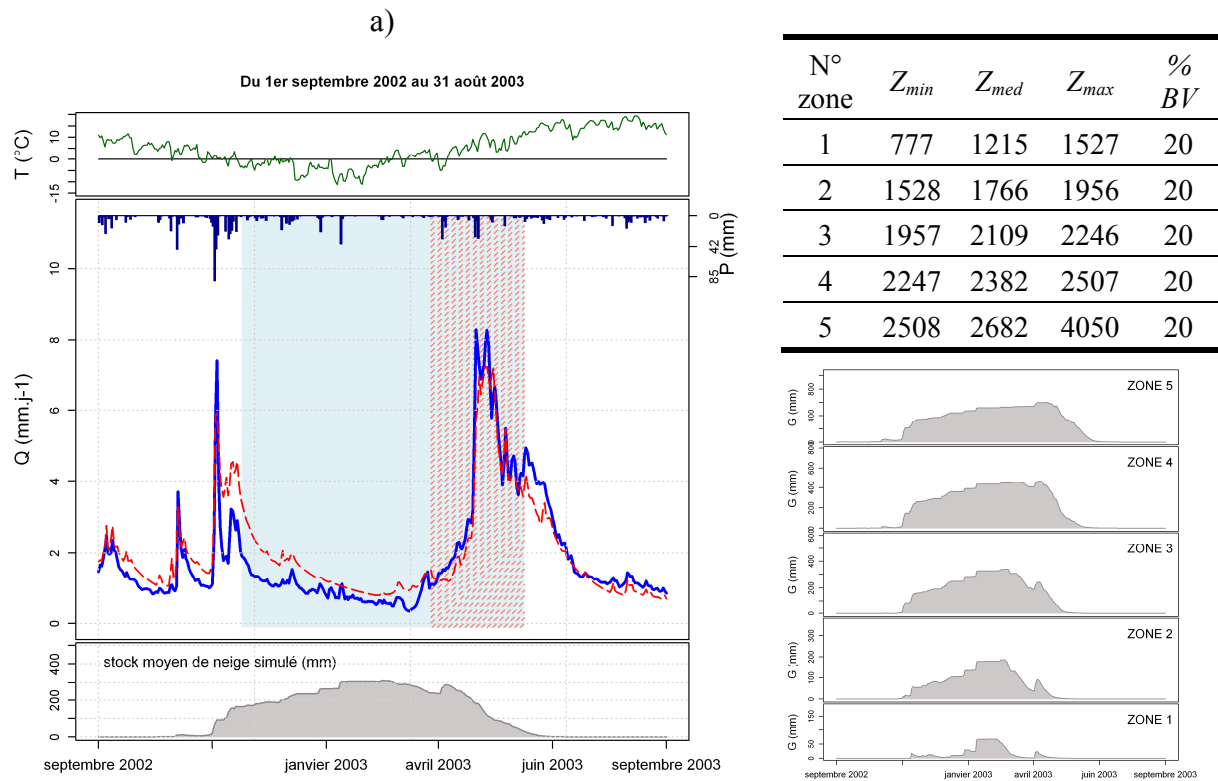 a)
Du 1er septembre 2002 au 31 août 2003
T (°C)
10
0
-15
P (mm)
0
42
85
Q (mm.j-1)
10
8
6
4
2
0
stock moyen de neige simulé (mm)
400
200
0
septembre 2002 janvier 2003 avril 2003 juin 2003 septembre 2003
N° zone Zmin Zmed Zmax % BV
1 777 1215 1527 20
2 1528 1766 1956 20
3 1957 2109 2246 20
4 2247 2382 2507 20
5 2508 2682 4050 20
ZONE 5
G (mm)
800
400
0
ZONE 4
G (mm)
800
600
400
200
0
ZONE 3
G (mm)
600
400
200
0
ZONE 2
G (mm)
300
200
100
0
ZONE 1
G (mm)
150
50
0
septembre 2002 janvier 2003 avril 2003 juin 2003 septembre 2003